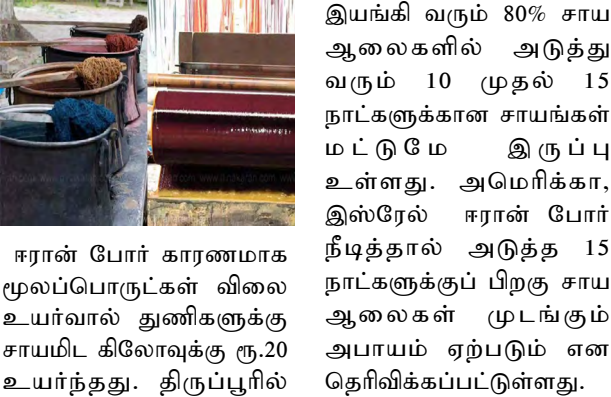 ஈரான் போர் காரணமாக
மூலப்பொருட்கள் விலை
உயர்வால் துணிகளுக்கு
சாயமிட கிலோவுக்கு ரூ.20
உயர்ந்தது. திருப்பூரில்
இயங்கி வரும் 80% சாய
ஆலைகளில் அடுத்து
வரும் 10 முதல் 15
நாட்களுக்கான சாயங்கள்
மட்டுமே இருப்பு
உள்ளது. அமெரிக்கா,
இஸ்ரேல் ஈரான் போர்
நீடித்தால் அடுத்த 15
நாட்களுக்குப் பிறகு சாய
ஆலைகள் முடங்கும்
அபாயம் ஏற்படும் என
தெரிவிக்கப்பட்டுள்ளது.